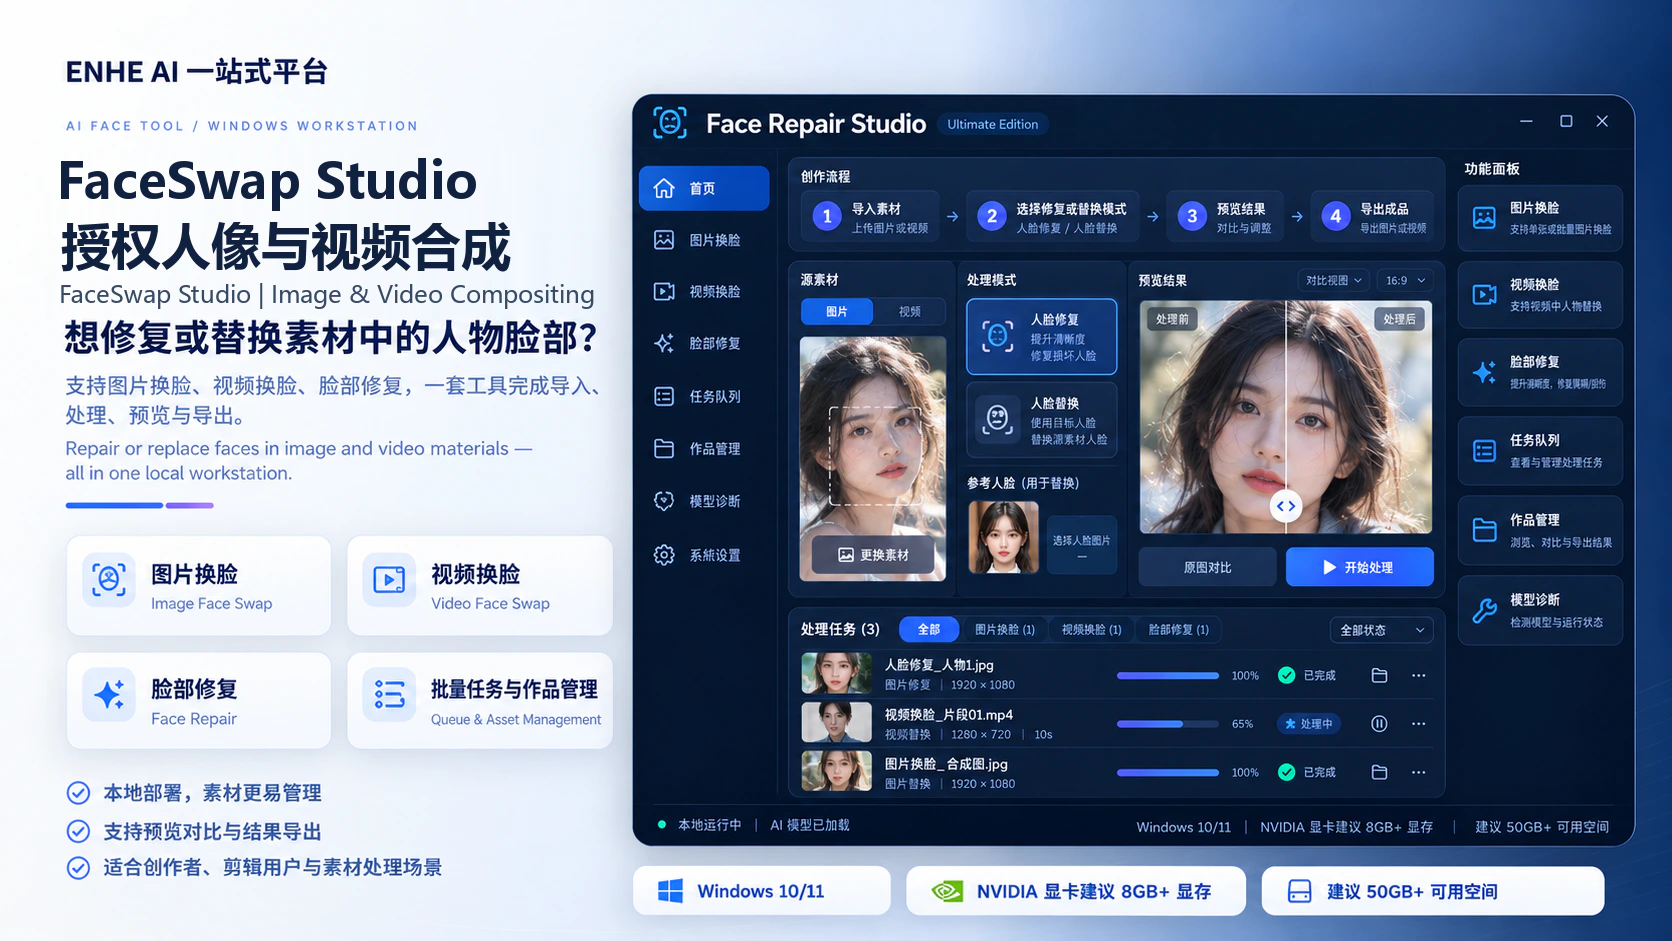 ENHE AI 一站式平台
AI FACE TOOL / WINDOWS WORKSTATION
FaceSwap Studio
授权人像与视频合成
FaceSwap Studio | Image & Video Compositing
想修复或替换素材中的人物脸部？
支持图片换脸、视频换脸、脸部修复，一套工具完成导入、
处理、预览与导出。
Repair or replace faces in image and video materials —
all in one local workstation.
图片换脸
Image Face Swap
视频换脸
Video Face Swap
脸部修复
Face Repair
批量任务与作品管理
Queue & Asset Management
本地部署，素材更易管理
支持预览对比与结果导出
适合创作者、剪辑用户与素材处理场景
Face Repair Studio
Ultimate Edition
首页
图片换脸
视频换脸
脸部修复
任务队列
作品管理
模型诊断
系統设置
创作流程
1 导入素材
上传图片或视频
2 选择修复或替换模式
人脸修复 / 人脸替换
3 预览结果
对比与调整
4 导出成品
导出图片或视频
源素材
图片 视频
更换素材
处理模式
人脸修复
提升清晰度
修复损坏人脸
人脸替换
使用目标人脸
替换源素材人脸
参考人脸 (用于替换)
选择人脸图片
预览结果
对比视图
16:9
处理前
处理后
原图对比
开始处理
处理任务 (3)
全部
图片换脸 (1)
视频换脸 (1)
脸部修复 (1)
全部状态
人脸修复_人物1.jpg
图片修复 | 1920 × 1080
100%
已完成
视频换脸_片段01.mp4
视频替换 | 1280 × 720 | 10s
65%
处理中
图片换脸_合成图.jpg
图片替换 | 1920 × 1080
100%
已完成
功能面板
图片换脸
支持单张或批量图片换脸
视频换脸
支持视频中人物替换
脸部修复
提升清晰度，修复
任务队列
查看与管理处理任务
作品管理
浏览、对比与导出结果
模型诊断
检测模型与运行状态
本地运行中 | AI 模型已加载
Windows 10/11 | NVIDIA 显卡建议 8GB+ 显存 | 建议 50GB+ 可用空间
Windows 10/11
NVIDIA 显卡建议 8GB+ 显存
建议 50GB+ 可用空间